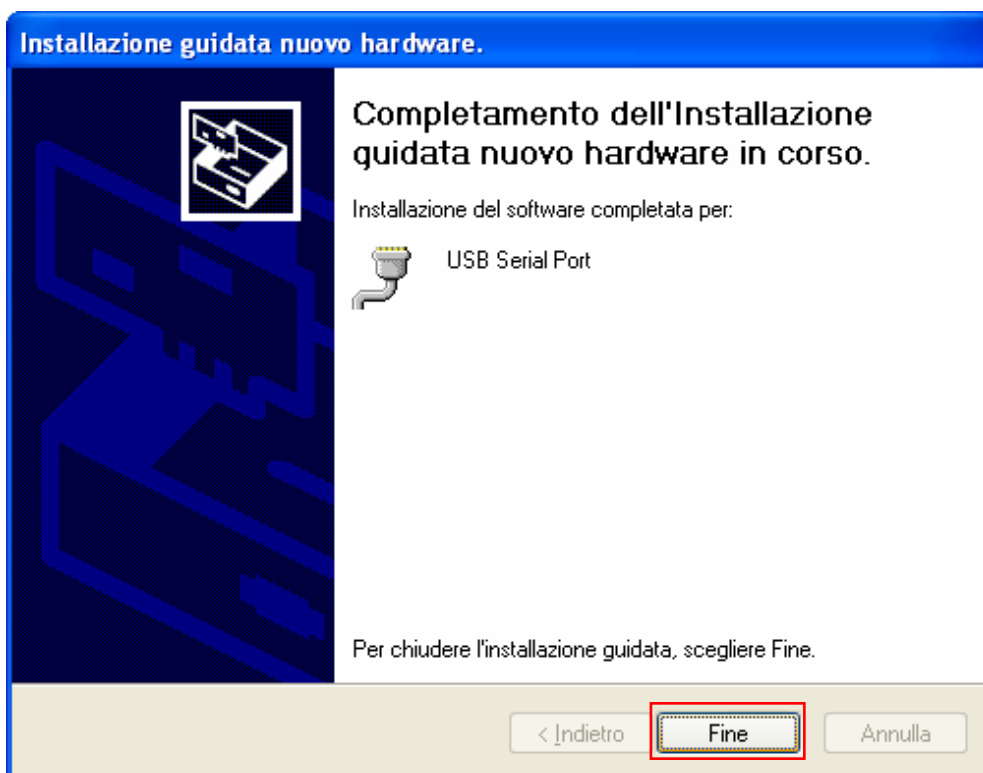 Installazione guidata nuovo hardware.
Completamento dell'Installazione
guidata nuovo hardware in corso.
Installazione del software completata per:
USB Serial Port
Per chiudere l'installazione guidata, scegliere Fine.
< Indietro
Fine
Annulla